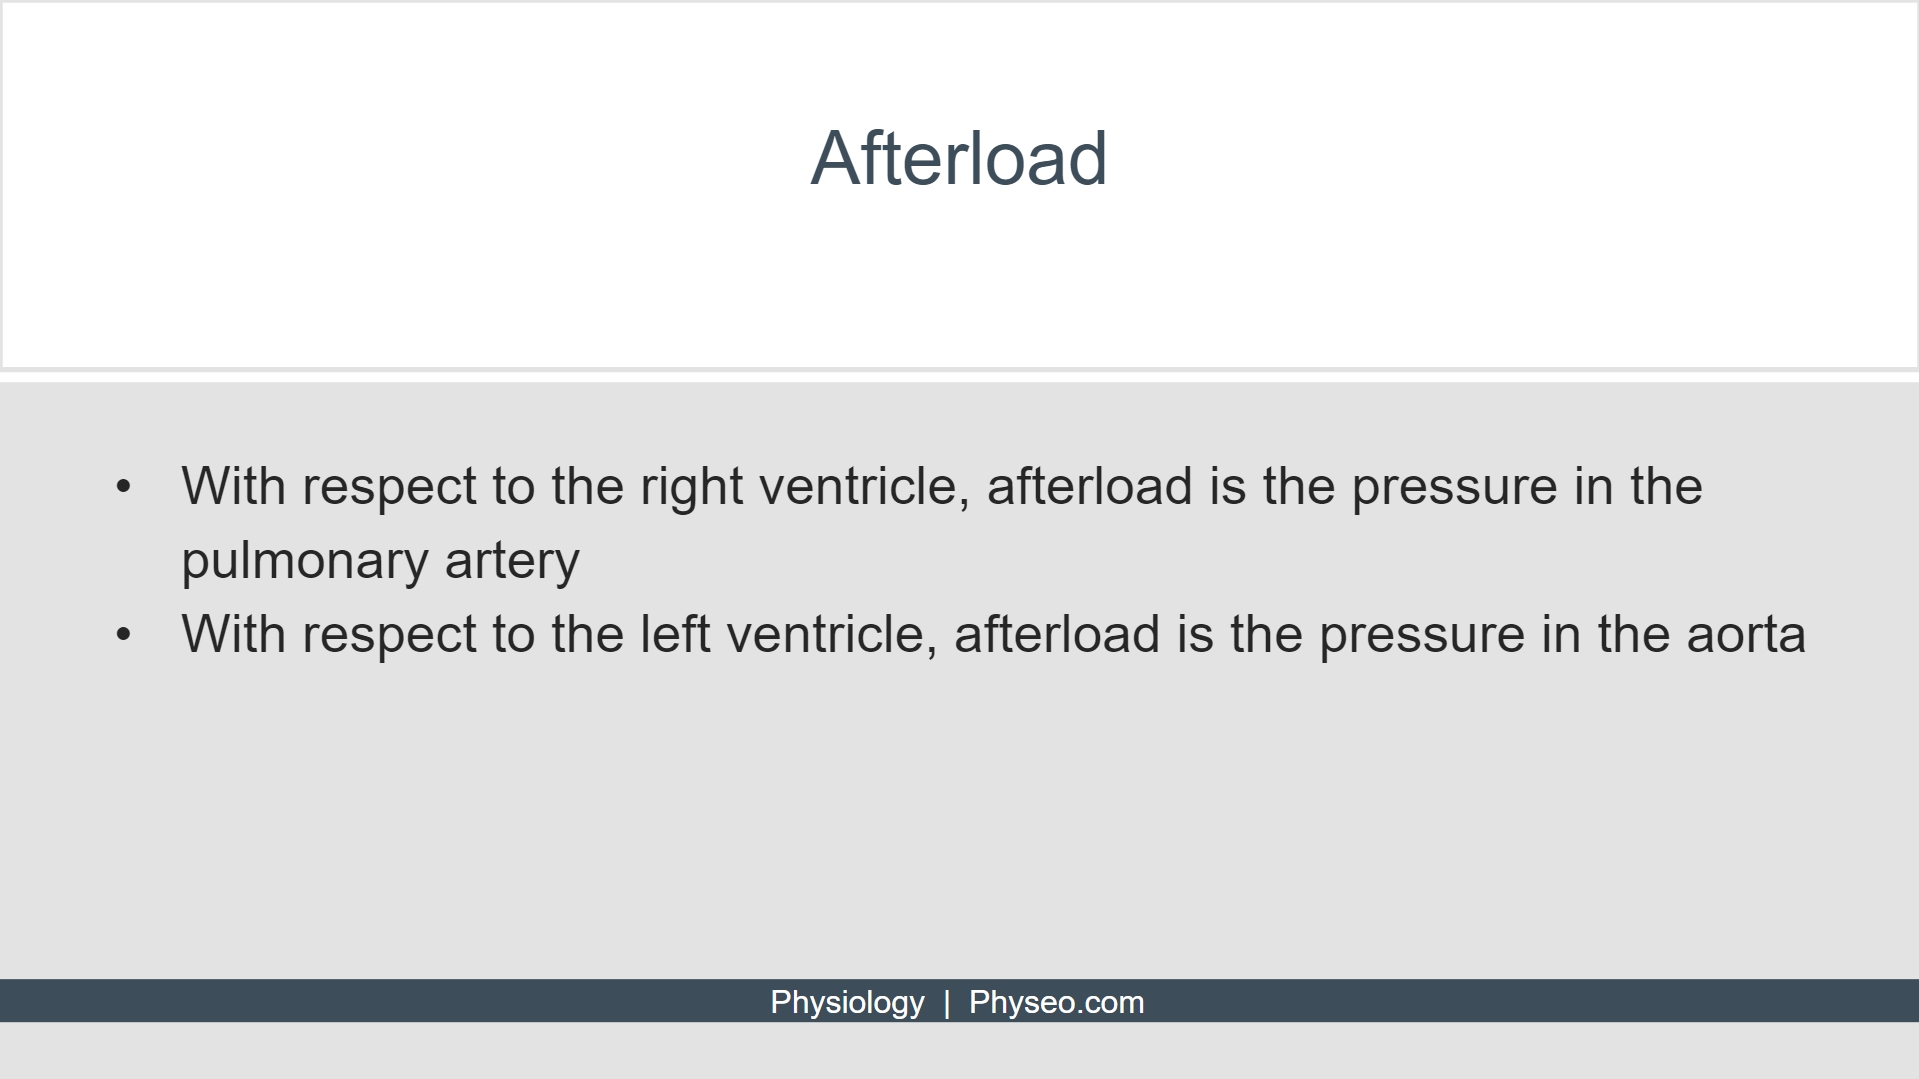 Afterload
• With respect to the right ventricle, afterload is the pressure in the
pulmonary artery
• With respect to the left ventricle, afterload is the pressure in the aorta
Physiology | Physeo.com